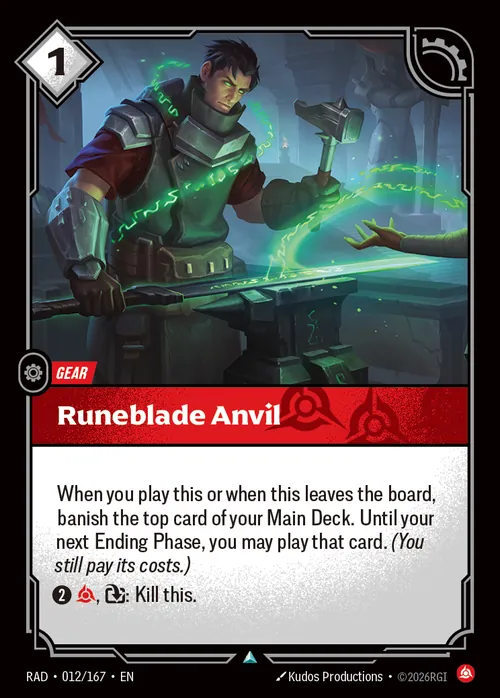 1
GEAR
Runeblade Anvil
When you play this or when this leaves the board,
banish the top card of your Main Deck. Until your
next Ending Phase, you may play that card. (You
still pay its costs.)
2 , : Kill this.
RAD • 012/167 • EN
Kudos Productions • ©2026RGI